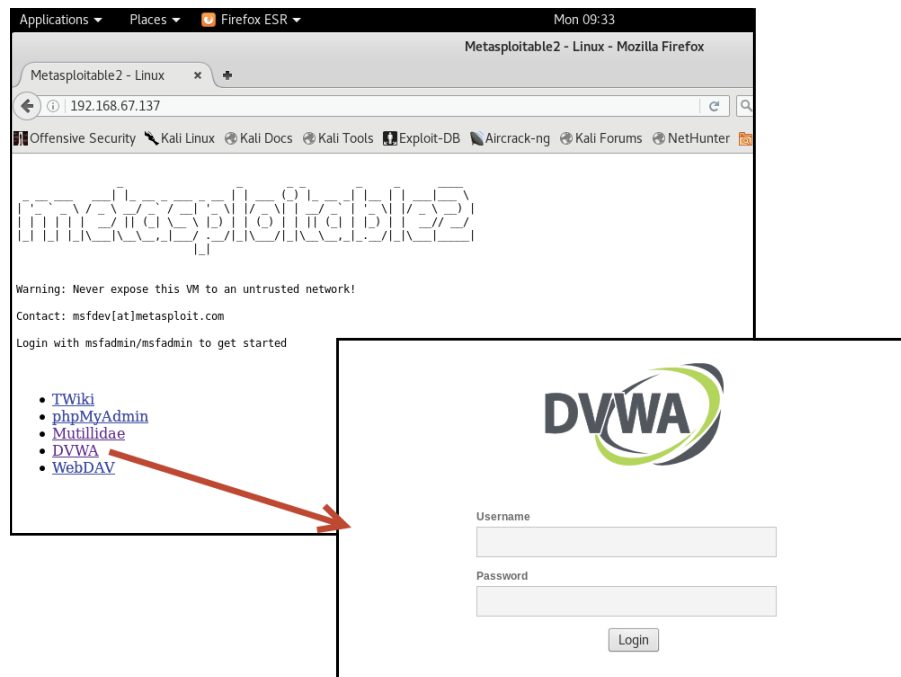 Applications Places Firefox ESR Mon 09:33
Metasploitable2 - Linux - Mozilla Firefox
Metasploitable2 - Linux
192.168.67.137
Offensive Security Kali Linux Kali Docs Kali Tools Exploit-DB Aircrack-ng Kali Forums NetHunter
metasploitable2
Warning: Never expose this VM to an untrusted network!
Contact: msfdev[at]metasploit.com
Login with msfadmin/msfadmin to get started
TWiki
phpMyAdmin
Mutillidae
DVWA
WebDAV
DVWA
Username
Password
Login